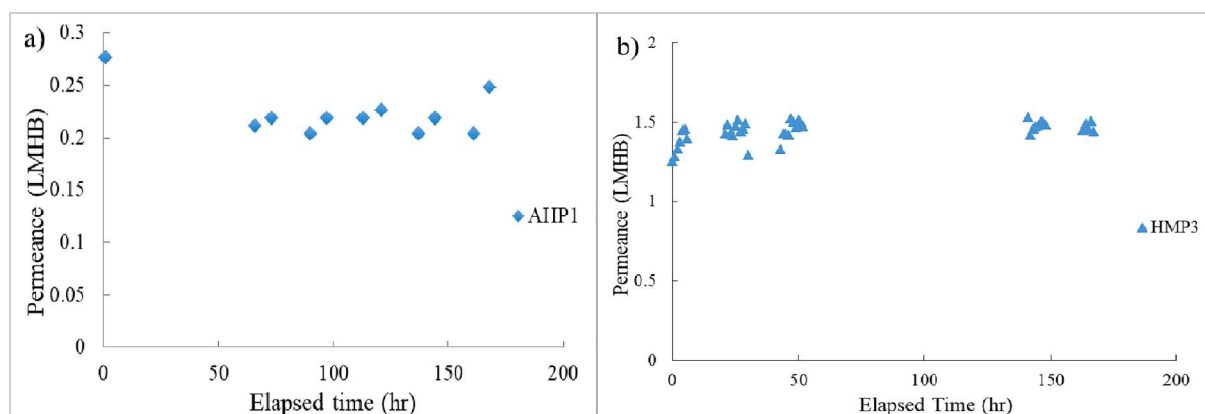 a)
0.3
0.25
0.2
0.15
0.1
0.05
0
0
50
100
150
200
Permeance (LMHB)
Elapsed time (hr)
AHP1
b)
2
1.5
1
0.5
0
0
50
100
150
200
Permeance (LMHB)
Elapsed Time (hr)
HMP3